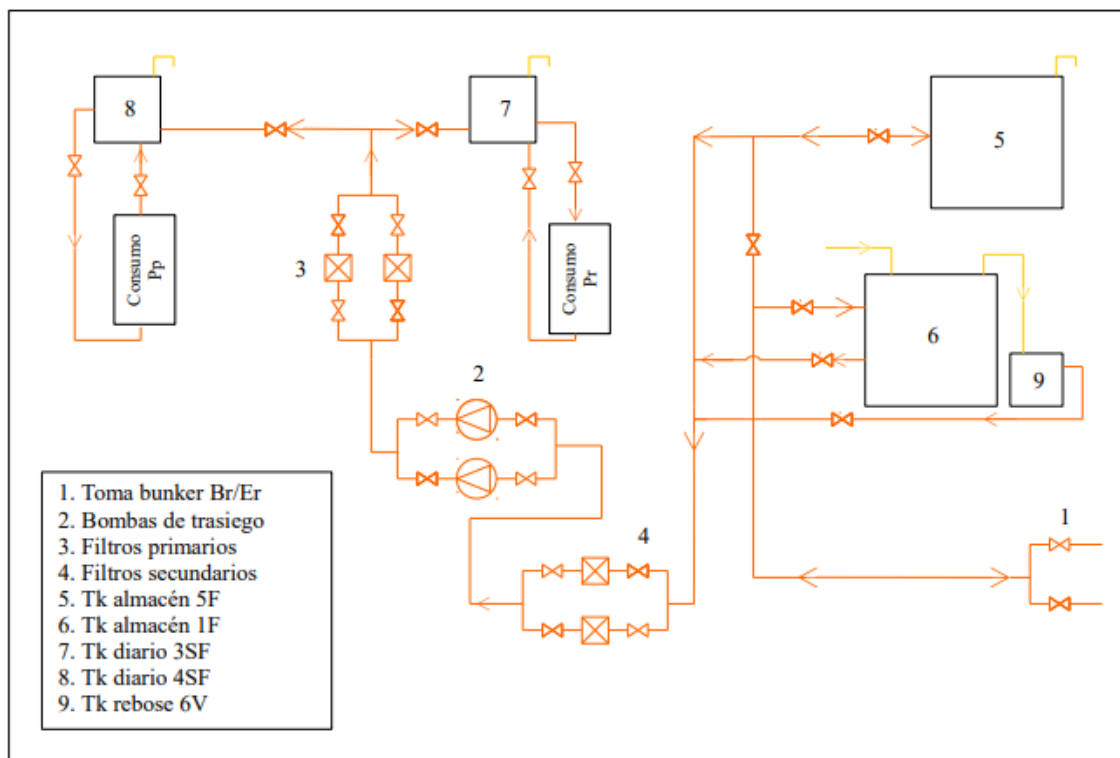 8
7
5
Consumo
Pp
3
Consumo
Pr
6
9
2
4
1
1. Toma bunker Br/Er
2. Bombas de trasiego
3. Filtros primarios
4. Filtros secundarios
5. Tk almacén 5F
6. Tk almacén 1F
7. Tk diario 3SF
8. Tk diario 4SF
9. Tk rebose 6V